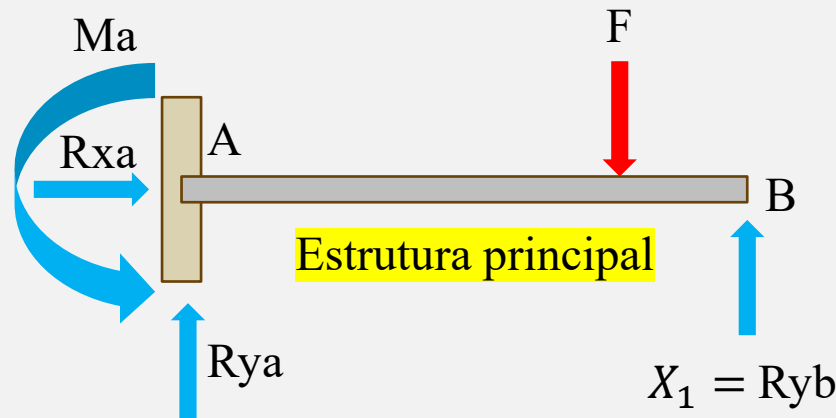 Ma
F
A
Rxa
B
Estrutura principal
Rya
X₁ = Ryb